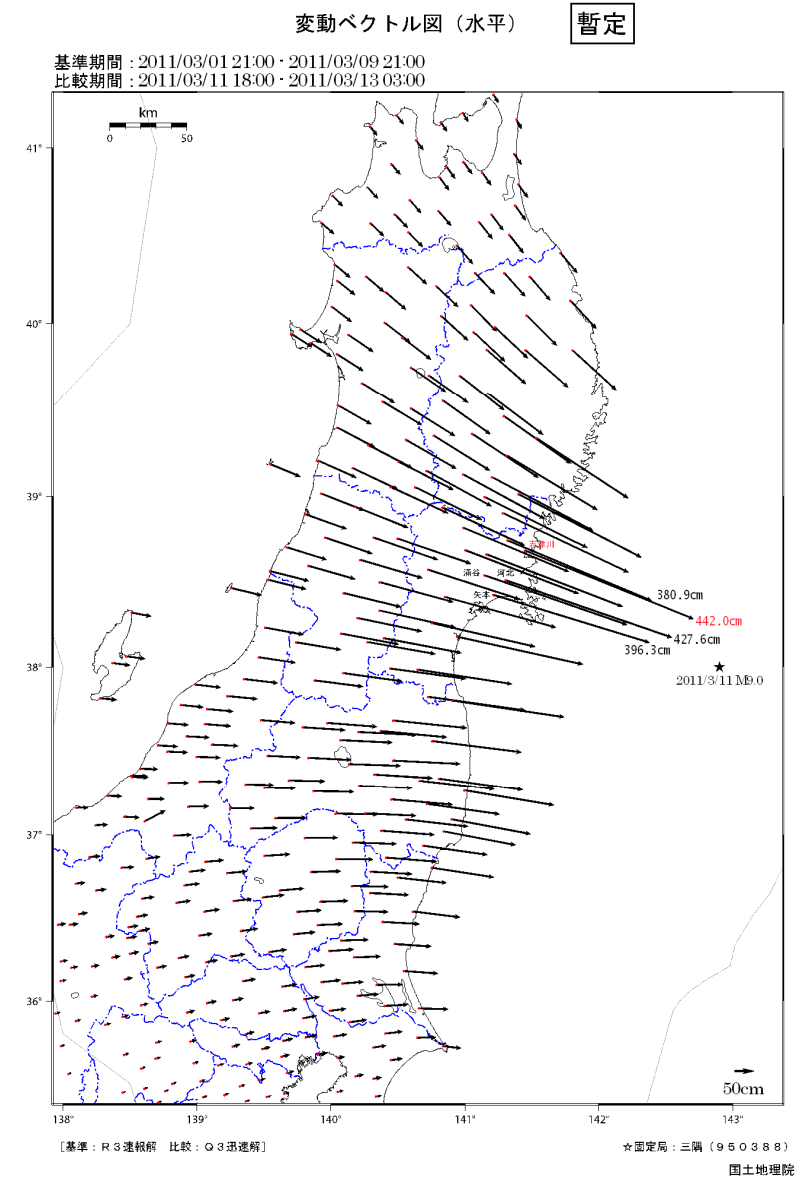 変動ベクトル図（水平）
暫定
基準期間：2011/03/01 21:00 - 2011/03/09 21:00
比較期間：2011/03/11 18:00 - 2011/03/13 03:00
km
0 50
41°
40°
39°
38°
37°
36°
志津川
涌谷 河北
矢本
380.9cm
442.0cm
427.6cm
396.3cm
★
2011/3/11 M9.0
50cm
138° 139° 140° 141° 142° 143°
［基準：Ｒ３速報解　比較：Ｑ３迅速解］
☆固定局：三隅（９５０３８８）
国土地理院